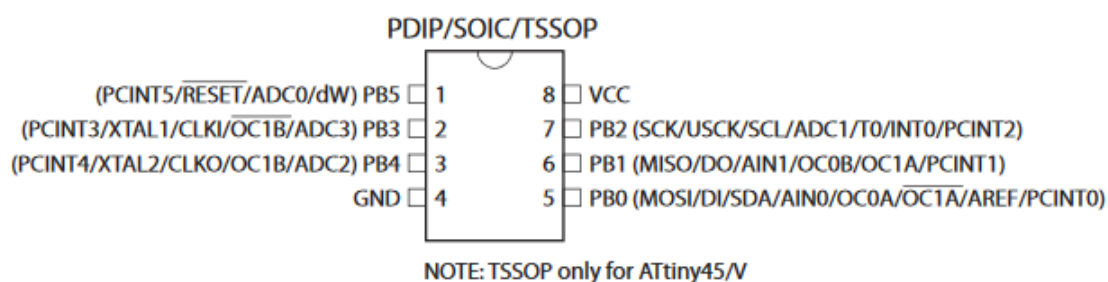 PDIP/SOIC/TSSOP
(PCINT5/RESET/ADC0/dW) PB5 1 8 VCC
(PCINT3/XTAL1/CLKI/OC1B/ADC3) PB3 2 7 PB2 (SCK/USCK/SCL/ADC1/T0/INT0/PCINT2)
(PCINT4/XTAL2/CLKO/OC1B/ADC2) PB4 3 6 PB1 (MISO/DO/AIN1/OC0B/OC1A/PCINT1)
GND 4 5 PB0 (MOSI/DI/SDA/AIN0/OC0A/OC1A/AREF/PCINT0)
NOTE: TSSOP only for ATtiny45/V